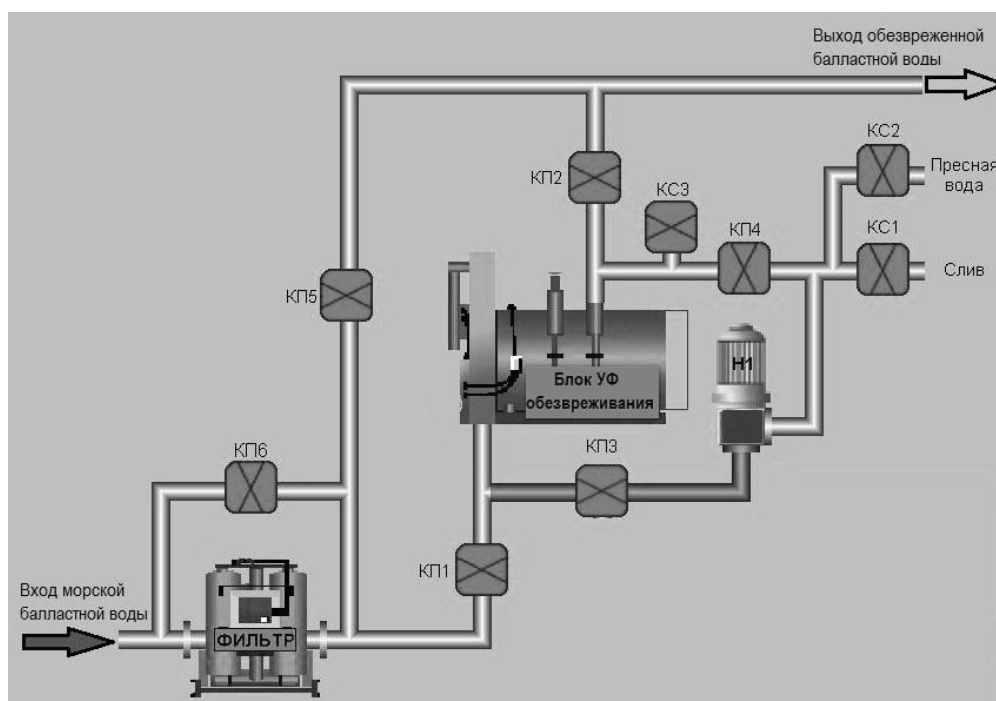 Выход обезвреженной
балластной воды
КС2
Пресная
вода
КП2
КС3
КП4
КС1
Слив
КП5
Н1
Блок УФ
обезвреживания
КП6
КП3
КП1
Вход морской
балластной воды
ФИЛЬТР